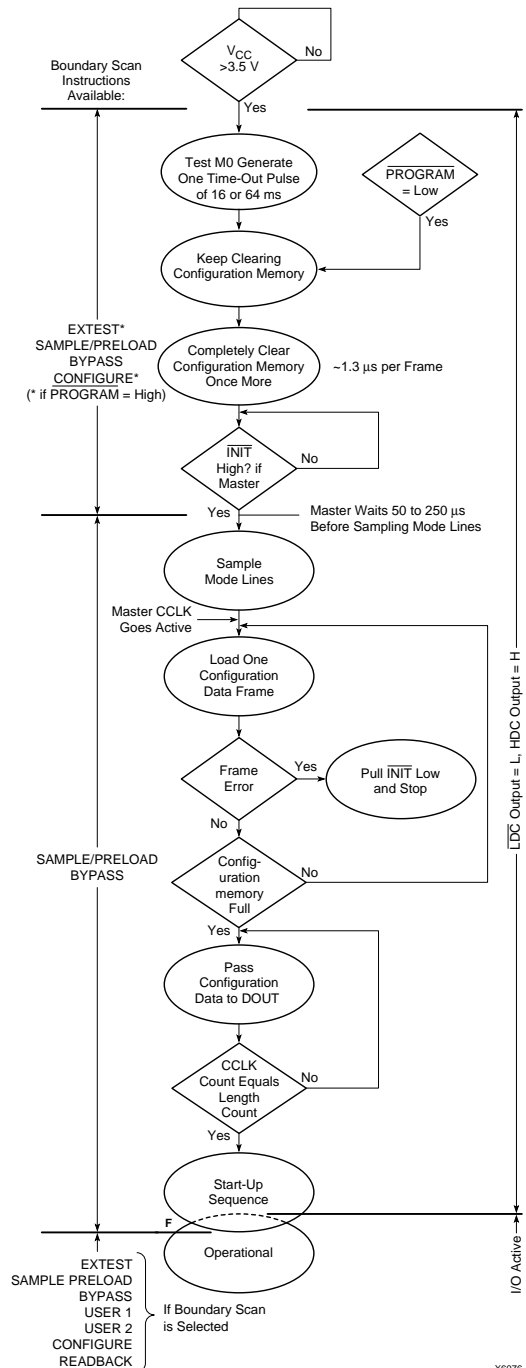 Boundary Scan
Instructions
Available:
VCC
>3.5 V
No
Yes
Test M0 Generate
One Time-Out Pulse
of 16 or 64 ms
PROGRAM
= Low
Yes
Keep Clearing
Configuration Memory
EXTEST*
SAMPLE/PRELOAD
BYPASS
CONFIGURE*
(* if PROGRAM = High)
Completely Clear
Configuration Memory
Once More
~1.3 µs per Frame
INIT
High? if
Master
No
Yes
Master Waits 50 to 250 µs
Before Sampling Mode Lines
Sample
Mode Lines
Master CCLK
Goes Active
Load One
Configuration
Data Frame
Frame
Error
Yes
Pull INIT Low
and Stop
No
SAMPLE/PRELOAD
BYPASS
Config-
uration
memory
Full
No
Yes
Pass
Configuration
Data to DOUT
CCLK
Count Equals
Length
Count
No
Yes
Start-Up
Sequence
F
Operational
LDC Output = L, HDC Output = H
I/O Active
EXTEST
SAMPLE PRELOAD
BYPASS
USER 1
USER 2
CONFIGURE
READBACK
If Boundary Scan
is Selected